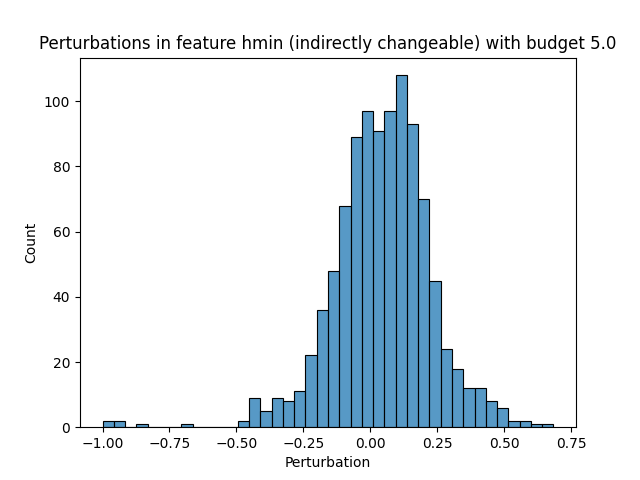 Perturbations in feature hmin (indirectly changeable) with budget 5.0
100
80
60
40
20
0
Count
−1.00 −0.75 −0.50 −0.25 0.00 0.25 0.50 0.75
Perturbation